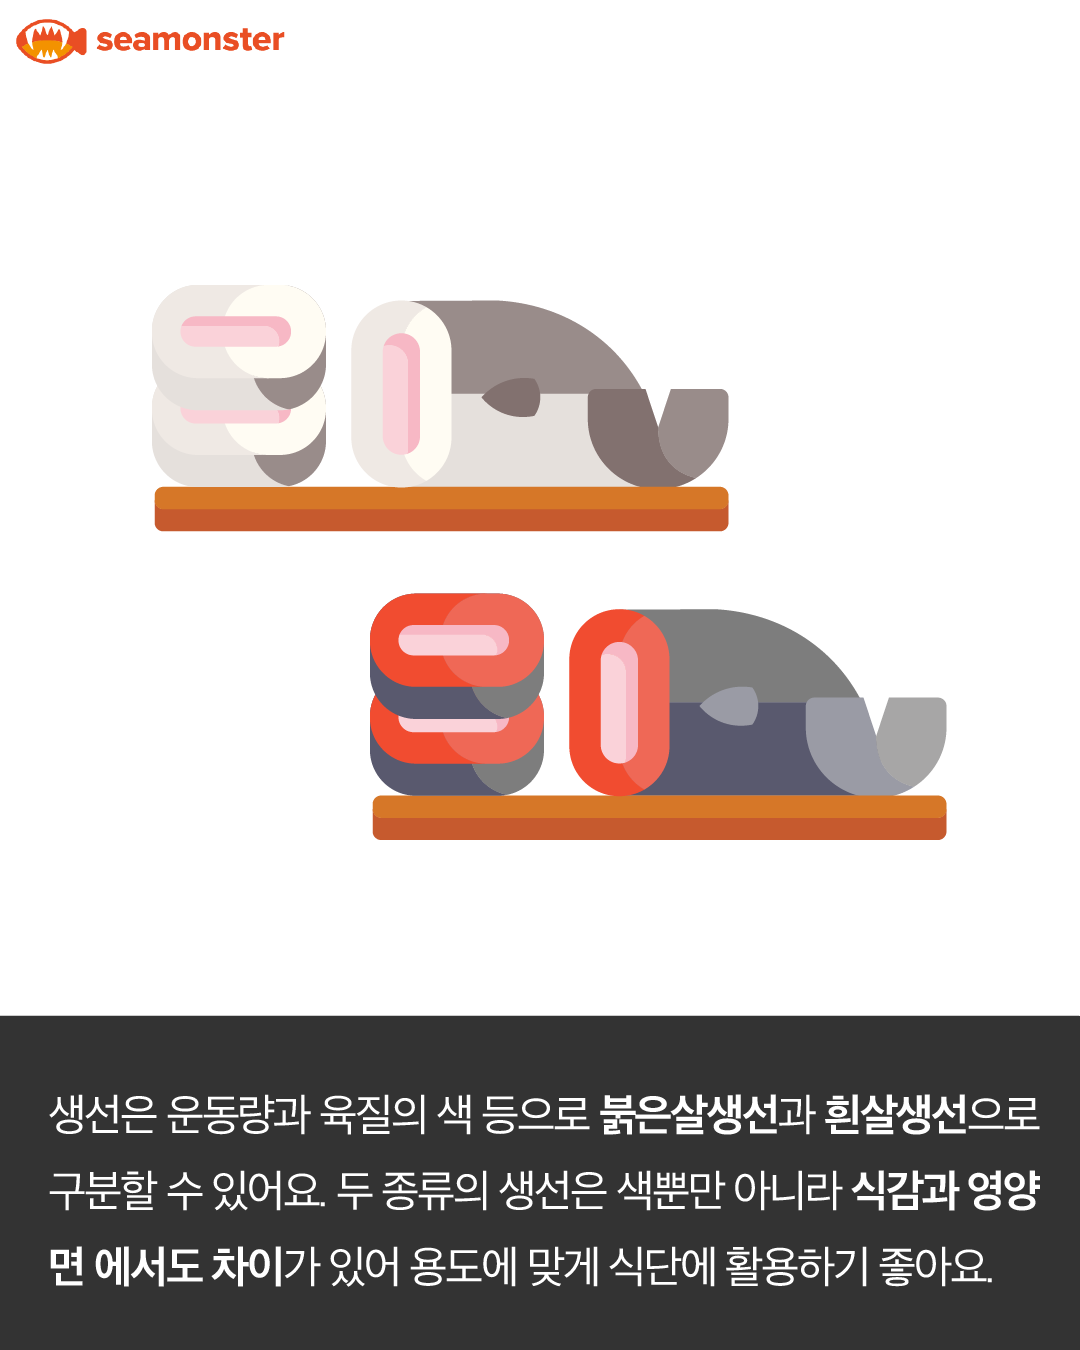 seamonster
생선은 운동량과 육질의 색 등으로 붉은살생선과 흰살생선으로
구분할 수 있어요. 두 종류의 생선은 색뿐만 아니라 식감과 영양
면 에서도 차이가 있어 용도에 맞게 식단에 활용하기 좋아요.